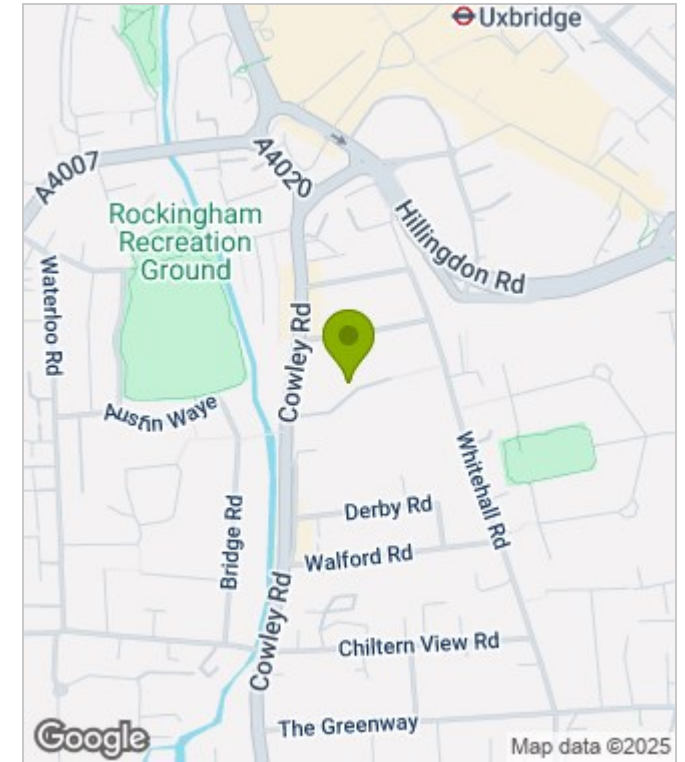 Uxbridge
A4007
A4020
Rockingham
Recreation
Ground
Hillingdon Rd
Waterloo Rd
Cowley Rd
Austin Waye
Whitehall Rd
Bridge Rd
Derby Rd
Walford Rd
Cowley Rd
Chiltern View Rd
The Greenway
Google
Map data ©2025